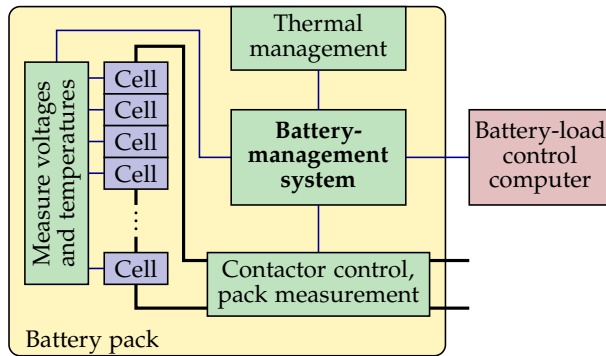 Thermal
management
Measure voltages
and temperatures
Cell
Cell
Cell
Cell
Cell
Battery-
management
system
Battery-load
control
computer
Contactor control,
pack measurement
Battery pack